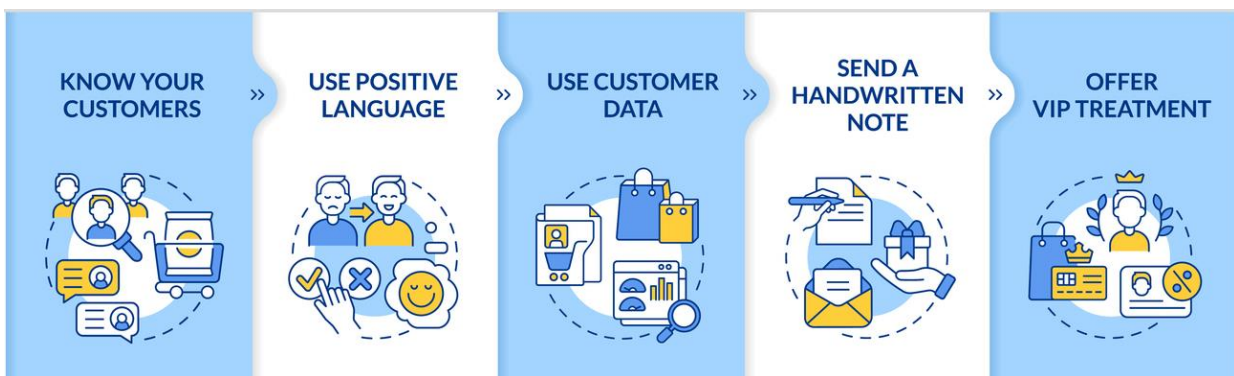 KNOW YOUR
CUSTOMERS
»
USE POSITIVE
LANGUAGE
»
USE CUSTOMER
DATA
»
SEND A
HANDWRITTEN
NOTE
»
OFFER
VIP TREATMENT
%